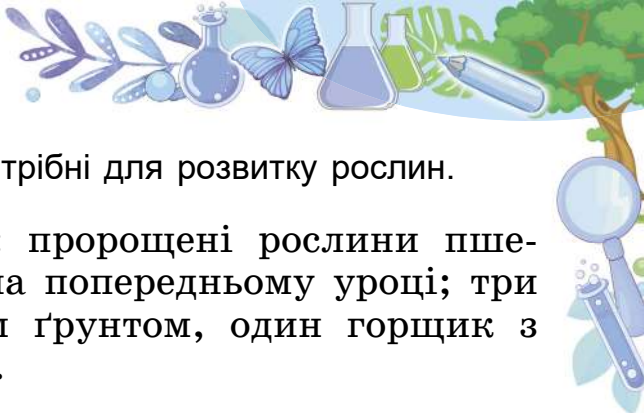 трібні для розвитку рослин.
пророщені рослини пше-
на попередньому уроці; три
ґрунтом, один горщик з